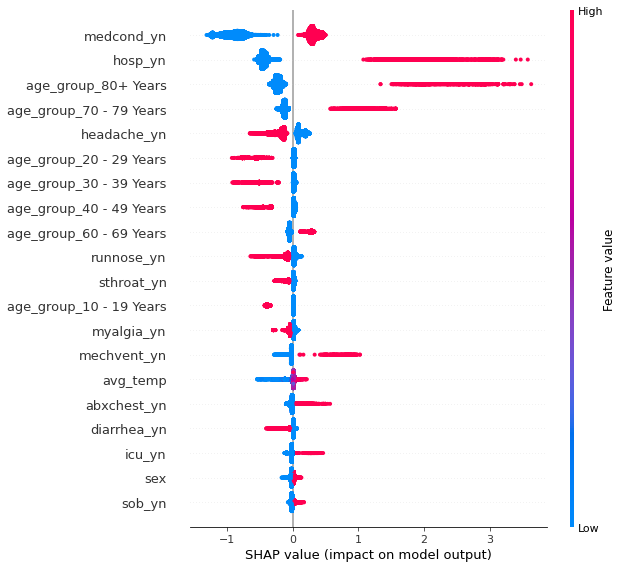 High
medcond_yn
hosp_yn
age_group_80+ Years
age_group_70 - 79 Years
headache_yn
age_group_20 - 29 Years
age_group_30 - 39 Years
age_group_40 - 49 Years
age_group_60 - 69 Years
runnose_yn
sthroat_yn
age_group_10 - 19 Years
myalgia_yn
mechvent_yn
avg_temp
abxchest_yn
diarrhea_yn
icu_yn
sex
sob_yn
Feature value
Low
−1 0 1 2 3
SHAP value (impact on model output)